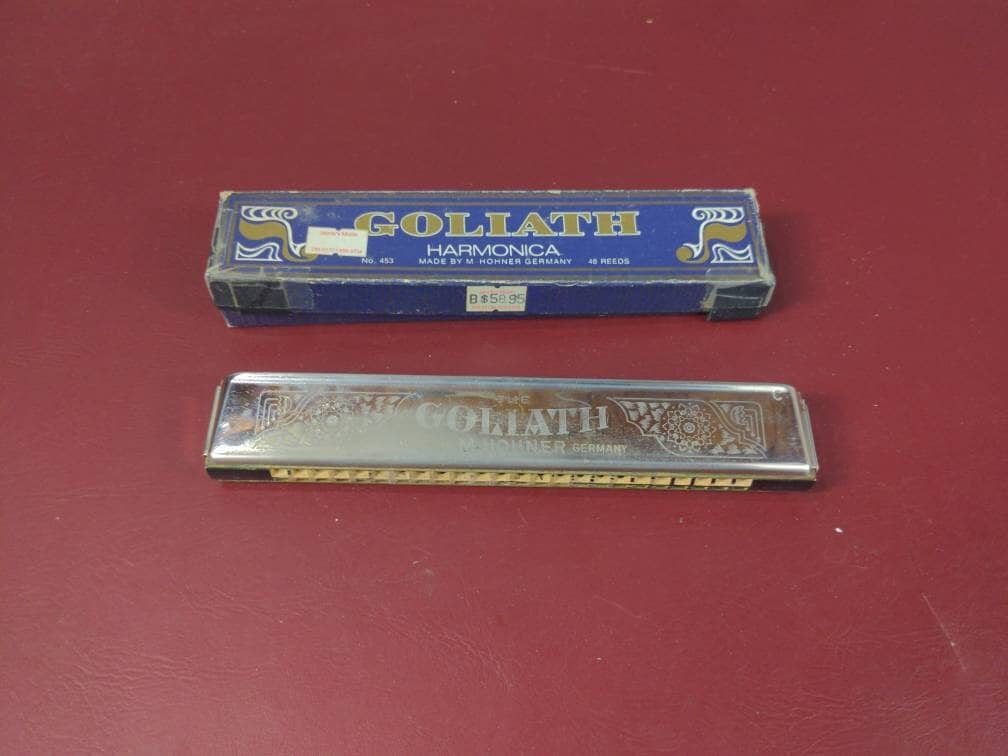 GOLIATH
HARMONICA
No. 453 MADE BY M. HOHNER GERMANY 48 REEDS
B $58.95
C
THE
GOLIATH
M. HOHNER GERMANY